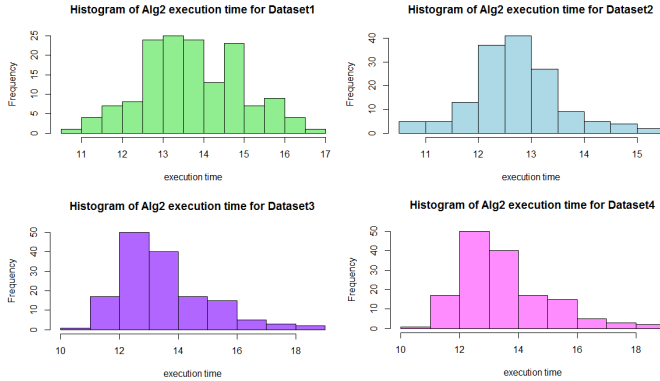 Histogram of Alg2 execution time for Dataset1
Frequency
0 5 10 15 20 25
11 12 13 14 15 16 17
execution time
Histogram of Alg2 execution time for Dataset2
Frequency
0 10 20 30 40
11 12 13 14 15
execution time
Histogram of Alg2 execution time for Dataset3
Frequency
0 10 20 30 40 50
10 12 14 16 18
execution time
Histogram of Alg2 execution time for Dataset4
Frequency
0 10 20 30 40 50
10 12 14 16 18
execution time